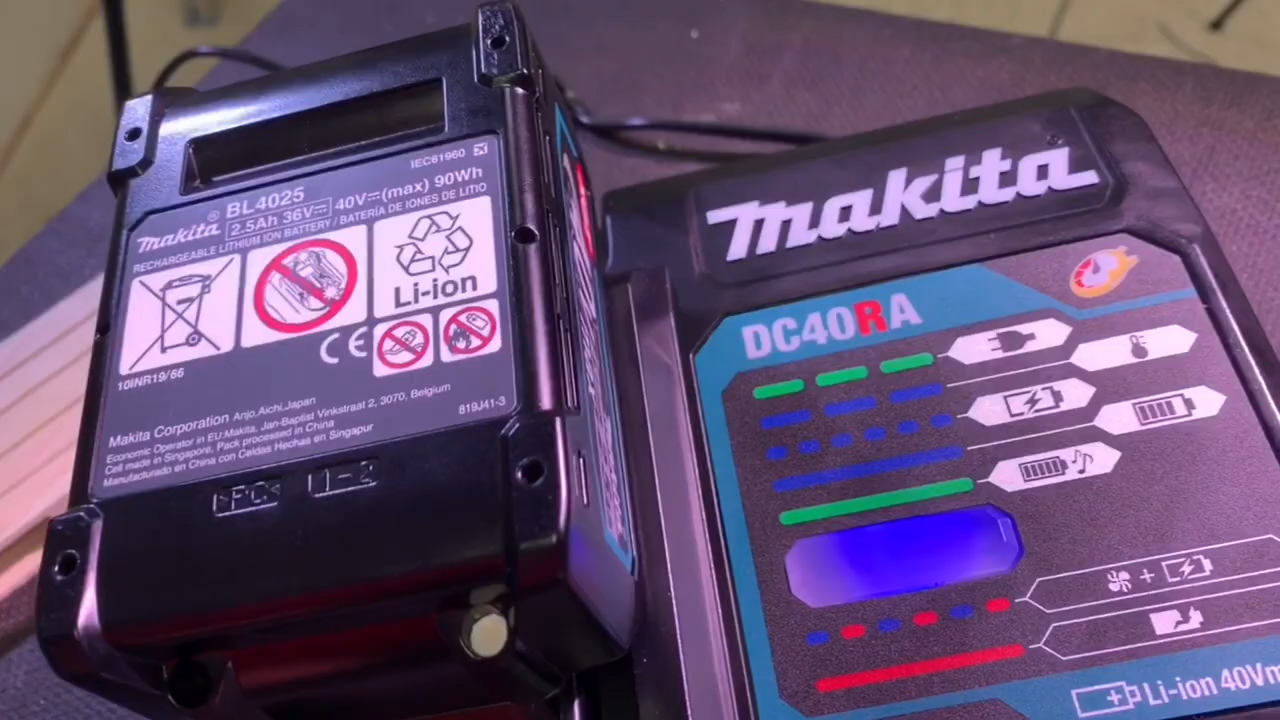 IEC61960
makita
® BL4025
2.5Ah 36V 40V (max) 90Wh
RECHARGEABLE LITHIUM ION BATTERY / BATERÍA DE IONES DE LITIO
Li-ion
CE
10INR19/66
Makita Corporation Anjo,Aichi,Japan
Economic Operator in EU:Makita, Jan-Baptist Vinkstraat 2, 3070, Belgium
Cell made in Singapore, Pack processed in China
Manufacturado en China con Celdas Hechas en Singapur
819J41-3
>PC<
makita
DC40RA
Li-ion 40Vm